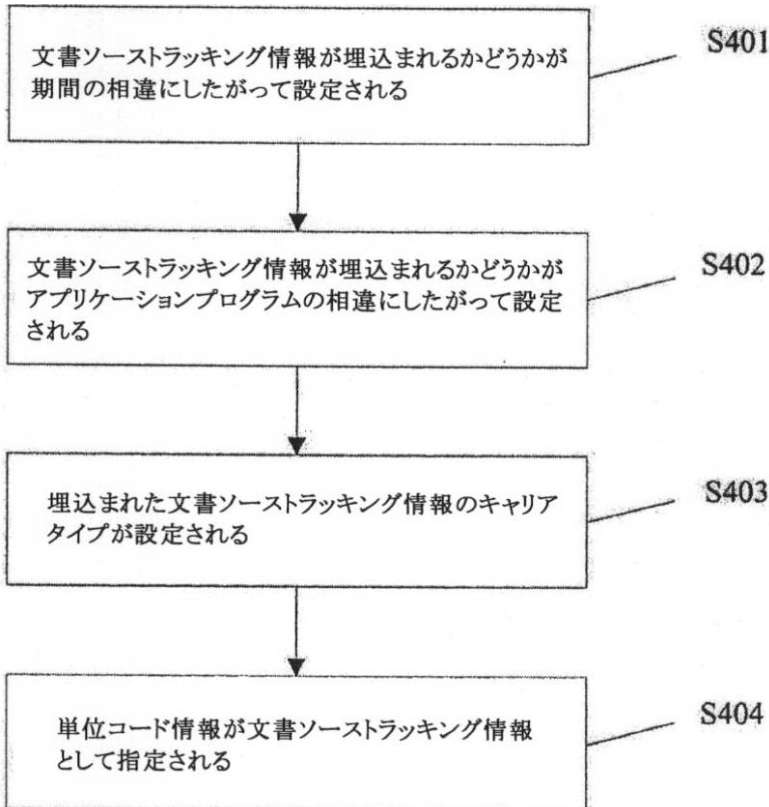 文書ソーストラッキング情報が埋込まれるかどうかが
期間の相違にしたがって設定される
S401
文書ソーストラッキング情報が埋込まれるかどうかが
アプリケーションプログラムの相違にしたがって設定
される
S402
埋込まれた文書ソーストラッキング情報のキャリア
タイプが設定される
S403
単位コード情報が文書ソーストラッキング情報
として指定される
S404